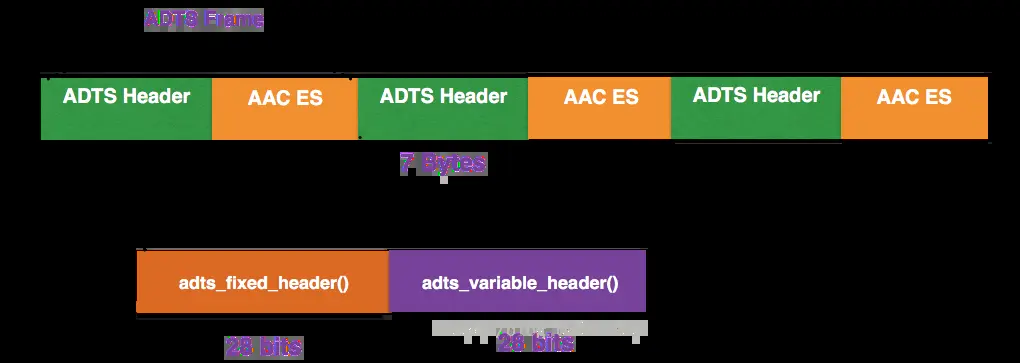 ADTS Frame
ADTS Header AAC ES ADTS Header AAC ES ADTS Header AAC ES
7 Bytes
adts_fixed_header() adts_variable_header()
28 bits 28 bits